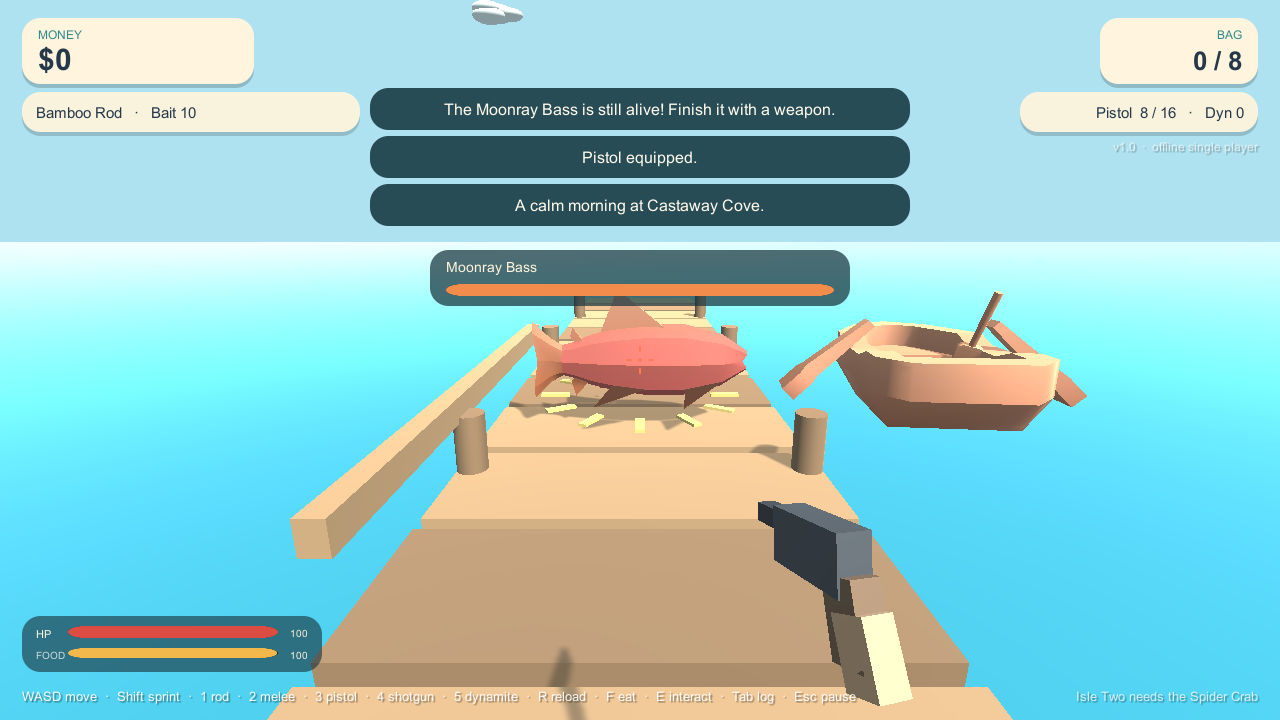 MONEY
$0
BAG
0 / 8
Bamboo Rod · Bait 10
The Moonray Bass is still alive! Finish it with a weapon.
Pistol 8 / 16 · Dyn 0
v1.0 · offline single player
Pistol equipped.
A calm morning at Castaway Cove.
Moonray Bass
HP 100
FOOD 100
WASD move · Shift sprint · 1 rod · 2 melee · 3 pistol · 4 shotgun · 5 dynamite · R reload · F eat · E interact · Tab log · Esc pause
Isle Two needs the Spider Crab